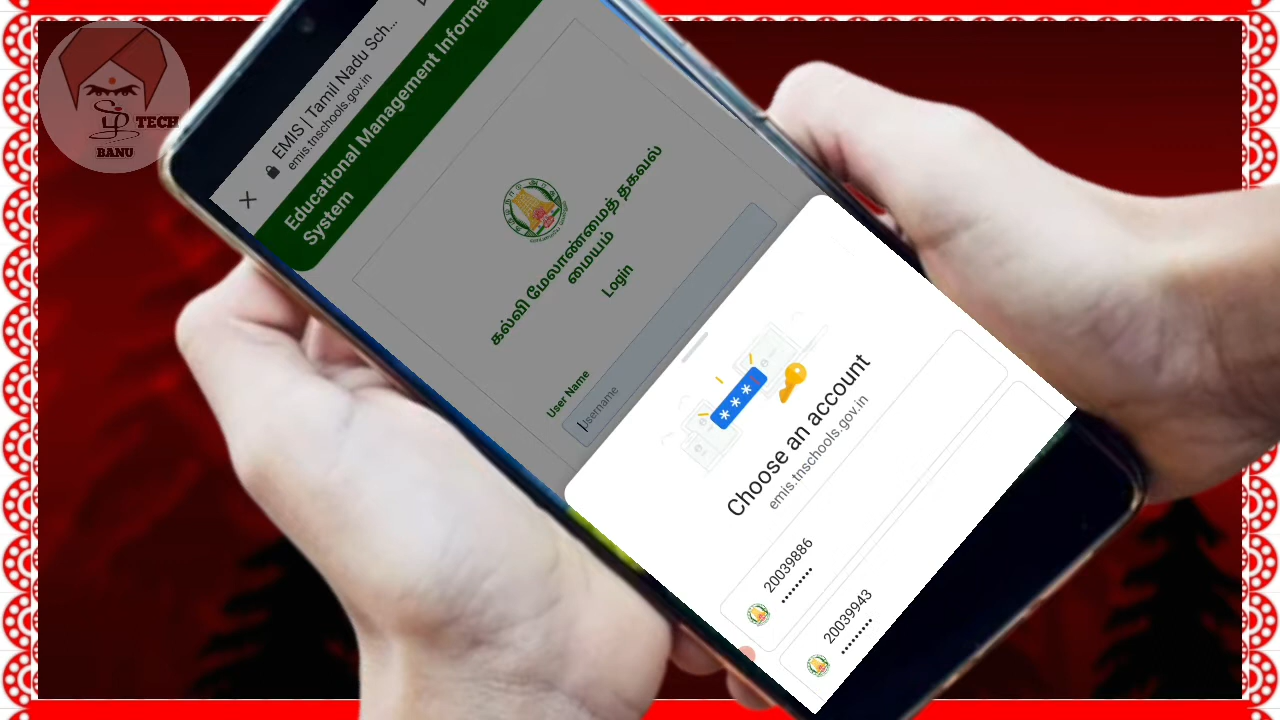 TECH
BANU
EMIS | Tamil Nadu Sch...
emis.tnschools.gov.in
Educational Management Informa
System
கல்வி மேலாண்மைத் தகவல்
மையம்
Login
User Name
Username
***
Choose an account
emis.tnschools.gov.in
20039886
•••••••••
20039943
•••••••••